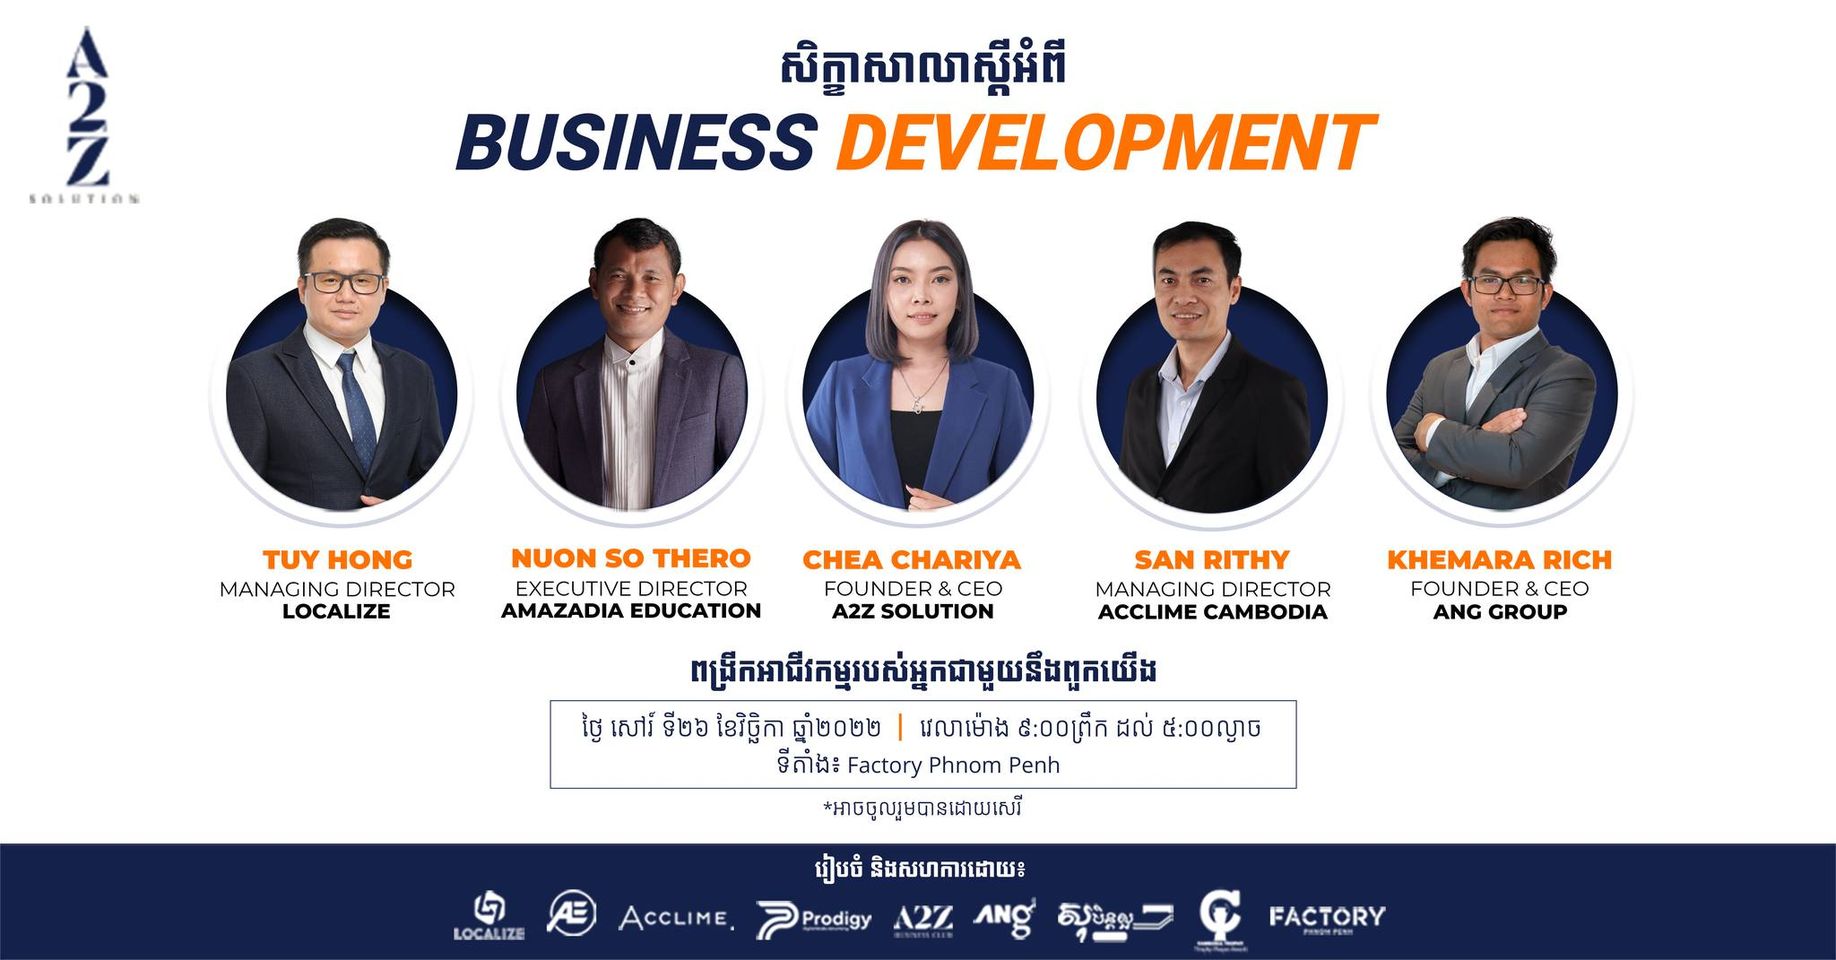 A
2
Z
SOLUTION
សិក្ខាសាលាស្តីអំពី
BUSINESS DEVELOPMENT
TUY HONG
MANAGING DIRECTOR
LOCALIZE
NUON SO THERO
EXECUTIVE DIRECTOR
AMAZADIA EDUCATION
CHEA CHARIYA
FOUNDER & CEO
A2Z SOLUTION
SAN RITHY
MANAGING DIRECTOR
ACCLIME CAMBODIA
KHEMARA RICH
FOUNDER & CEO
ANG GROUP
ពង្រីកអាជីវកម្មរបស់អ្នកជាមួយនឹងពួកយើង
ថ្ងៃ សៅរ៍ ទី២៦ ខែវិច្ឆិកា ឆ្នាំ២០២២ | វេលាម៉ោង ៩:០០ព្រឹក ដល់ ៥:០០ល្ងាច
ទីតាំង៖ Factory Phnom Penh
*អាចចូលរួមបានដោយសេរី
រៀបចំ និងសហការដោយ៖
LOCALIZE
AE
ACCLIME
Prodigy
A2Z
BUSINESS CLUB
ANG
CAMBODIA TROPHY
FACTORY
PHNOM PENH